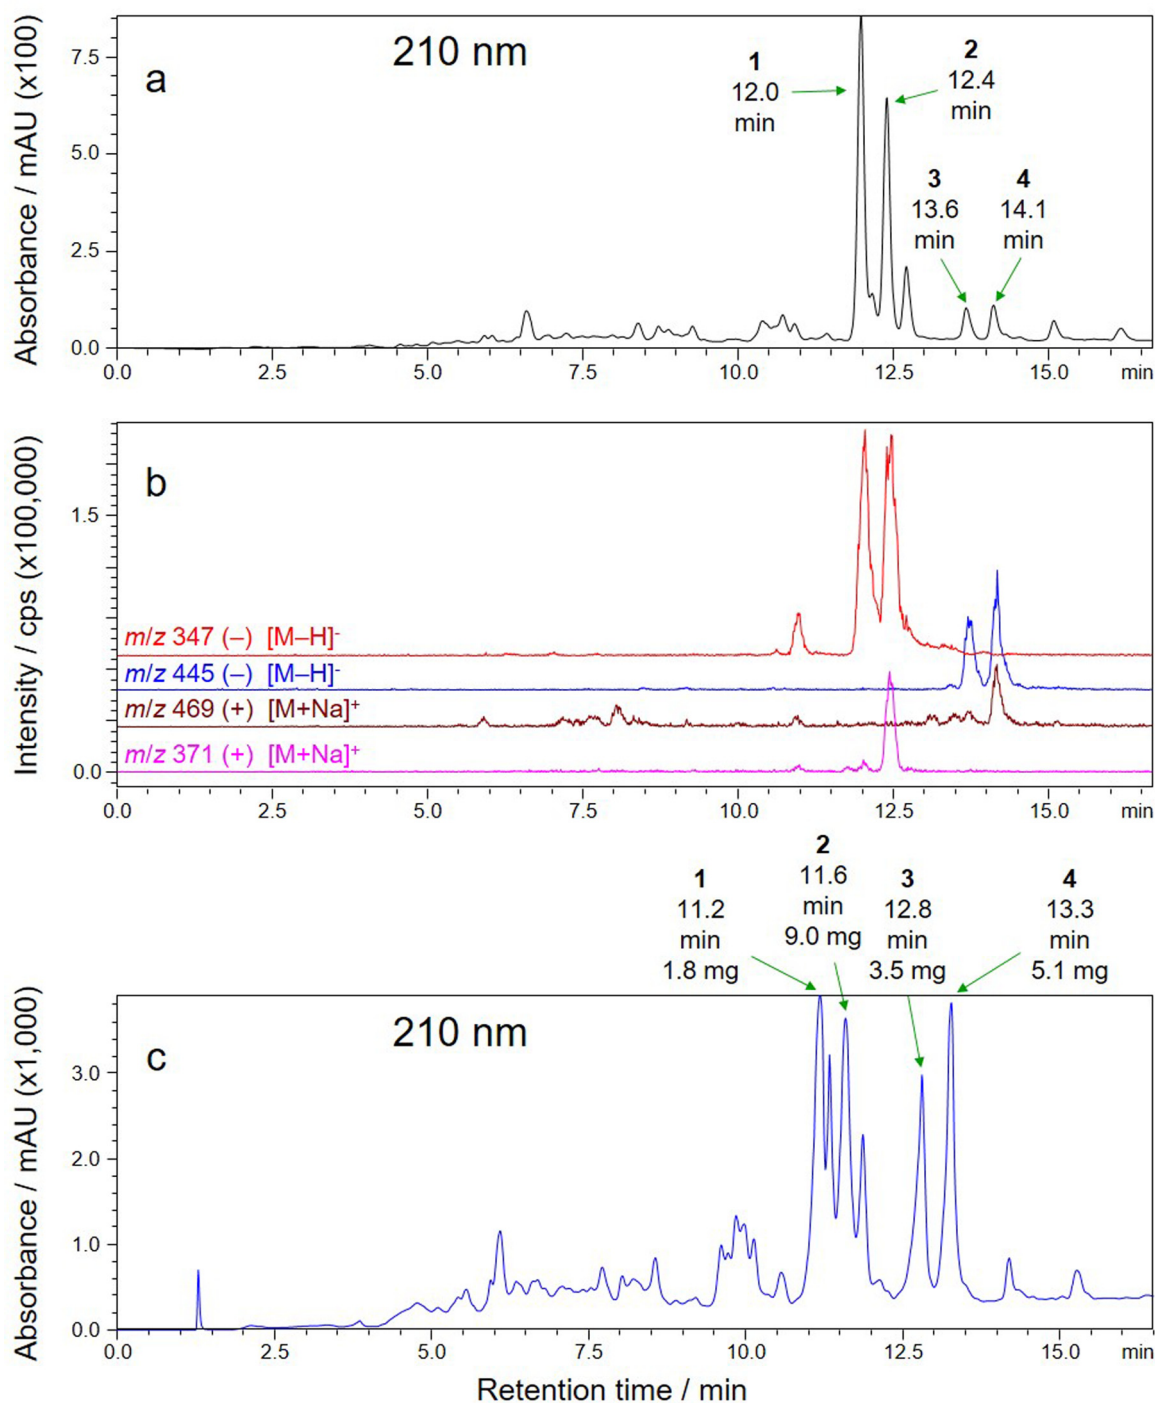 Absorbance / mAU (x100)
a
210 nm
1
12.0
min
2
12.4
min
3
13.6
min
4
14.1
min
7.5
5.0
2.5
0.0
0.0 2.5 5.0 7.5 10.0 12.5 15.0 min
Intensity / cps (x100,000)
b
1.5
0.0
m/z 347 (–) [M–H]-
m/z 445 (–) [M–H]-
m/z 469 (+) [M+Na]+
m/z 371 (+) [M+Na]+
0.0 2.5 5.0 7.5 10.0 12.5 15.0 min
1
11.2
min
1.8 mg
2
11.6
min
9.0 mg
3
12.8
min
3.5 mg
4
13.3
min
5.1 mg
Absorbance / mAU (x1,000)
c
210 nm
3.0
2.0
1.0
0.0
0.0 2.5 5.0 7.5 10.0 12.5 15.0 min
Retention time / min